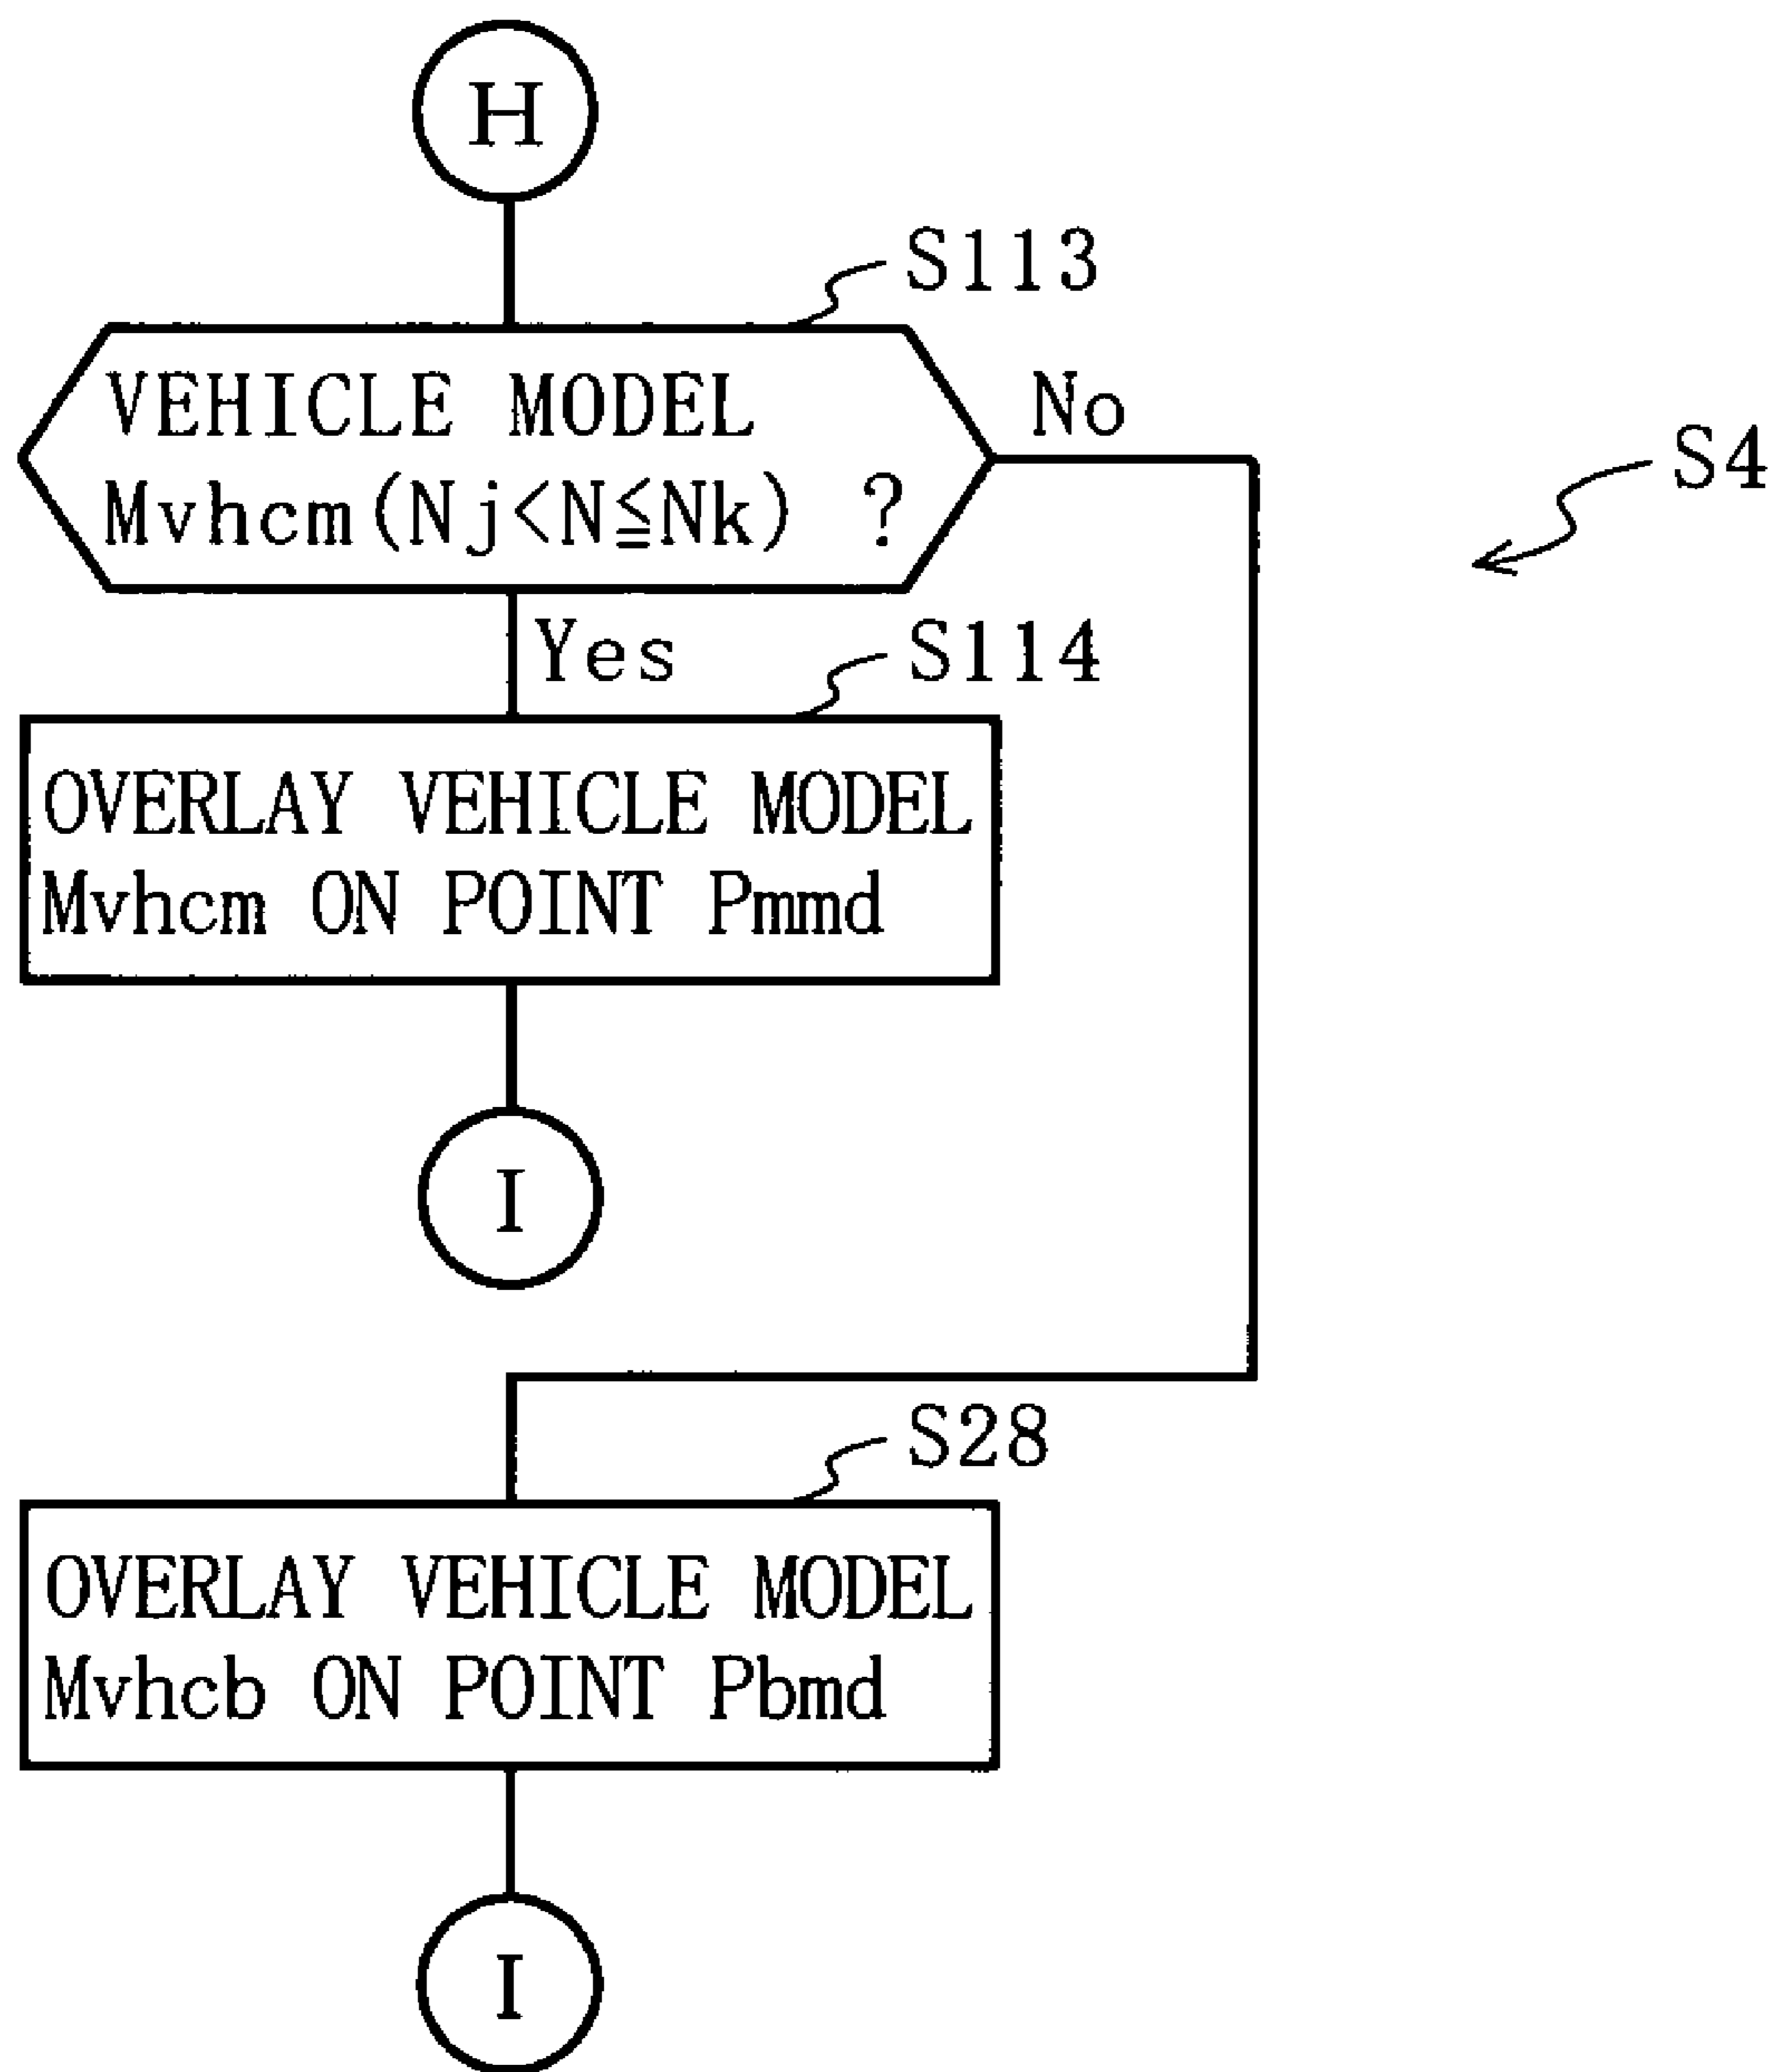 H
S113
VEHICLE MODEL
Mvhcm(Nj<N≦Nk) ?
No
S4
Yes
S114
OVERLAY VEHICLE MODEL
Mvhcm ON POINT Pmmd
I
S28
OVERLAY VEHICLE MODEL
Mvhcb ON POINT Pbmd
I